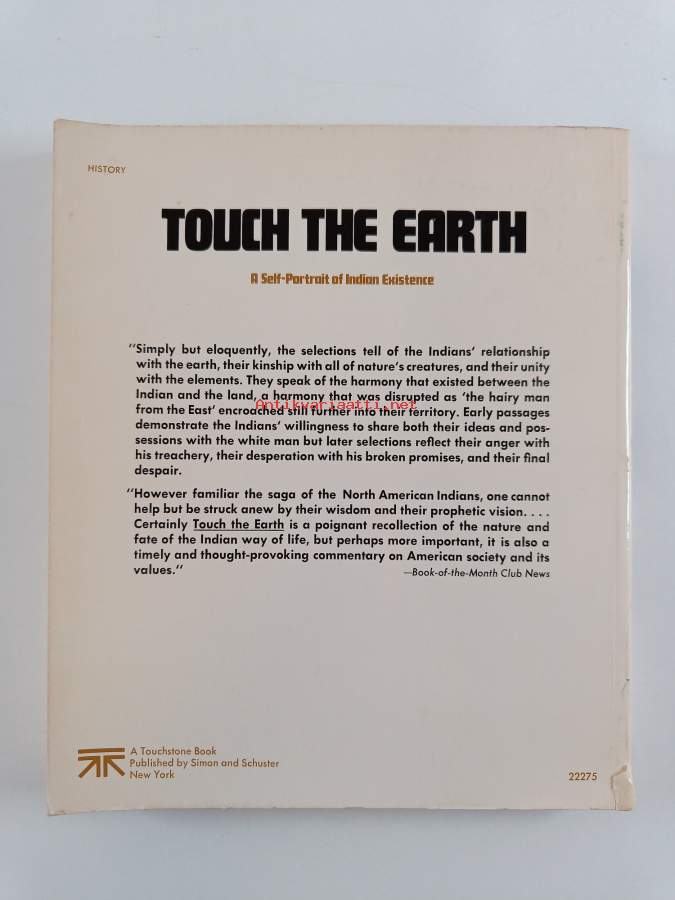 HISTORY
TOUCH THE EARTH
A Self-Portrait of Indian Existence
"Simply but eloquently, the selections tell of the Indians' relationship
with the earth, their kinship with all of nature's creatures, and their unity
with the elements. They speak of the harmony that existed between the
Indian and the land, a harmony that was disrupted as 'the hairy man
Antikvariaatti.net
from the East' encroached still further into their territory. Early passages
demonstrate the Indians' willingness to share both their ideas and pos-
sessions with the white man but later selections reflect their anger with
his treachery, their desperation with his broken promises, and their final
despair.
"However familiar the saga of the North American Indians, one cannot
help but be struck anew by their wisdom and their prophetic vision. . . .
Certainly Touch the Earth is a poignant recollection of the nature and
fate of the Indian way of life, but perhaps more important, it is also a
timely and thought-provoking commentary on American society and its
values."
—Book-of-the-Month Club News
A Touchstone Book
Published by Simon and Schuster
New York
22275